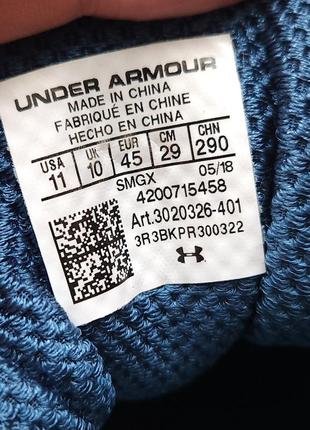 UNDER ARMOUR
MADE IN CHINA
FABRIQUÉ EN CHINE
HECHO EN CHINA
USA UK EUR CM CHN
11 10 45 29 290
SMGX 05/18
4200715458
Art.3020326-401
3R3BKPR300322